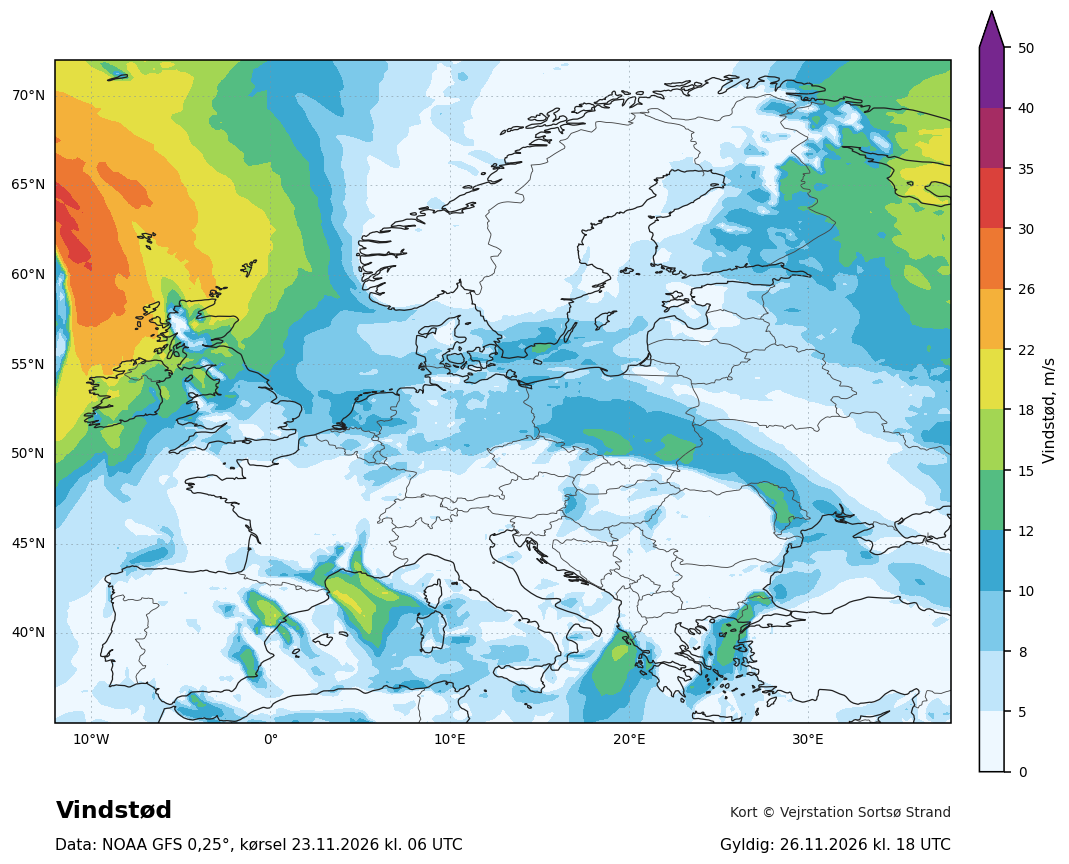 70°N
65°N
60°N
55°N
50°N
45°N
40°N
10°W
0°
10°E
20°E
30°E
50
40
35
30
26
22
18
15
12
10
8
5
0
Vindstød, m/s
Vindstød
Kort © Vejrstation Sortsø Strand
Data: NOAA GFS 0,25°, kørsel 23.11.2026 kl. 06 UTC
Gyldig: 26.11.2026 kl. 18 UTC